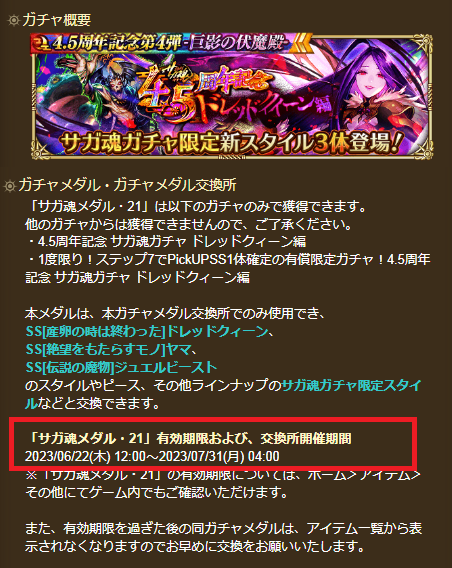 ガチャ概要
4.5周年記念第4弾-巨影の伏魔殿-
サガ魂
4.5周年記念
ドレッドクィーン編
サガ魂ガチャ限定新スタイル3体登場!
ガチャメダル・ガチャメダル交換所
「サガ魂メダル・21」は以下のガチャのみで獲得できます。
他のガチャからは獲得できませんので、ご了承ください。
・4.5周年記念 サガ魂ガチャ ドレッドクィーン編
・1度限り！ステップ7でPickUPSS1体確定の有償限定ガチャ！4.5周年
記念 サガ魂ガチャ ドレッドクィーン編
本メダルは、本ガチャメダル交換所でのみ使用でき、
SS[産卵の時は終わった]ドレッドクィーン、
SS[絶望をもたらすモノ]ヤマ、
SS[伝説の魔物]ジュエルビースト
のスタイルやピース、その他ラインナップのサガ魂ガチャ限定スタイ
ルなどと交換できます。
「サガ魂メダル・21」有効期限および、交換所開催期間
2023/06/22(木) 12:00～2023/07/31(月) 04:00
※「サガ魂メダル・21」の有効期限については、ホーム＞アイテム＞
その他にてゲーム内でもご確認いただけます。
また、有効期限を過ぎた後の同ガチャメダルは、アイテム一覧から表
示されなくなりますのでお早めに交換をお願いいたします。